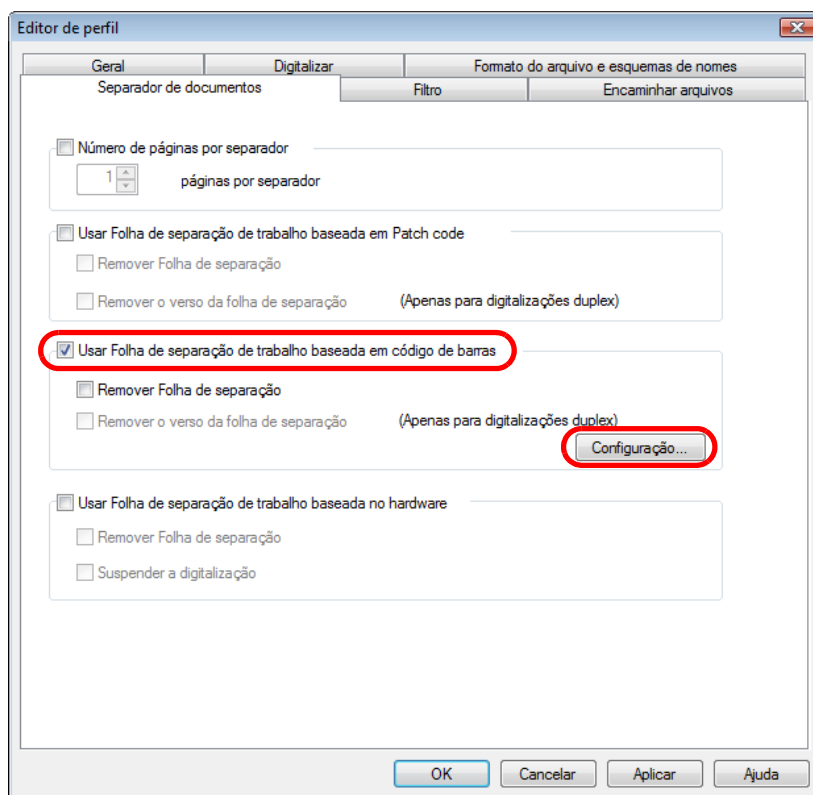 Editor de perfil
Geral
Digitalizar
Formato do arquivo e esquemas de nomes
Separador de documentos
Filtro
Encaminhar arquivos
Número de páginas por separador
1 páginas por separador
Usar Folha de separação de trabalho baseada em Patch code
Remover Folha de separação
Remover o verso da folha de separação (Apenas para digitalizações duplex)
Usar Folha de separação de trabalho baseada em código de barras
Remover Folha de separação
Remover o verso da folha de separação (Apenas para digitalizações duplex)
Configuração...
Usar Folha de separação de trabalho baseada no hardware
Remover Folha de separação
Suspender a digitalização
OK
Cancelar
Aplicar
Ajuda